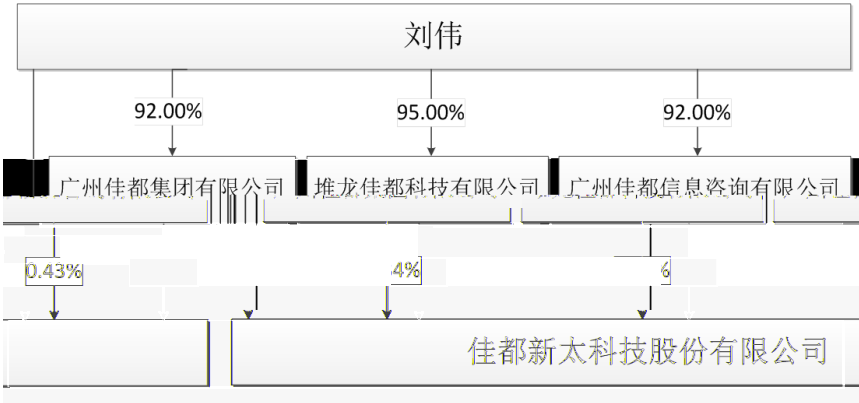 刘伟
92.00%
95.00%
92.00%
广州佳都集团有限公司
堆龙佳都科技有限公司
广州佳都信息咨询有限公司
0.43%
4%
%
佳都新太科技股份有限公司